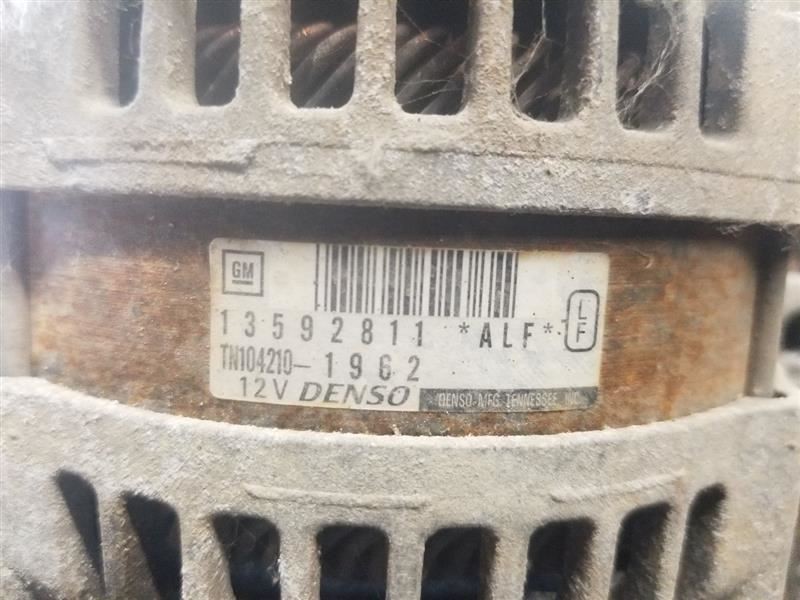 GM
13592811 *ALF* LF
TN104210-1962
12V DENSO DENSO MFG. TENNESSEE, INC.